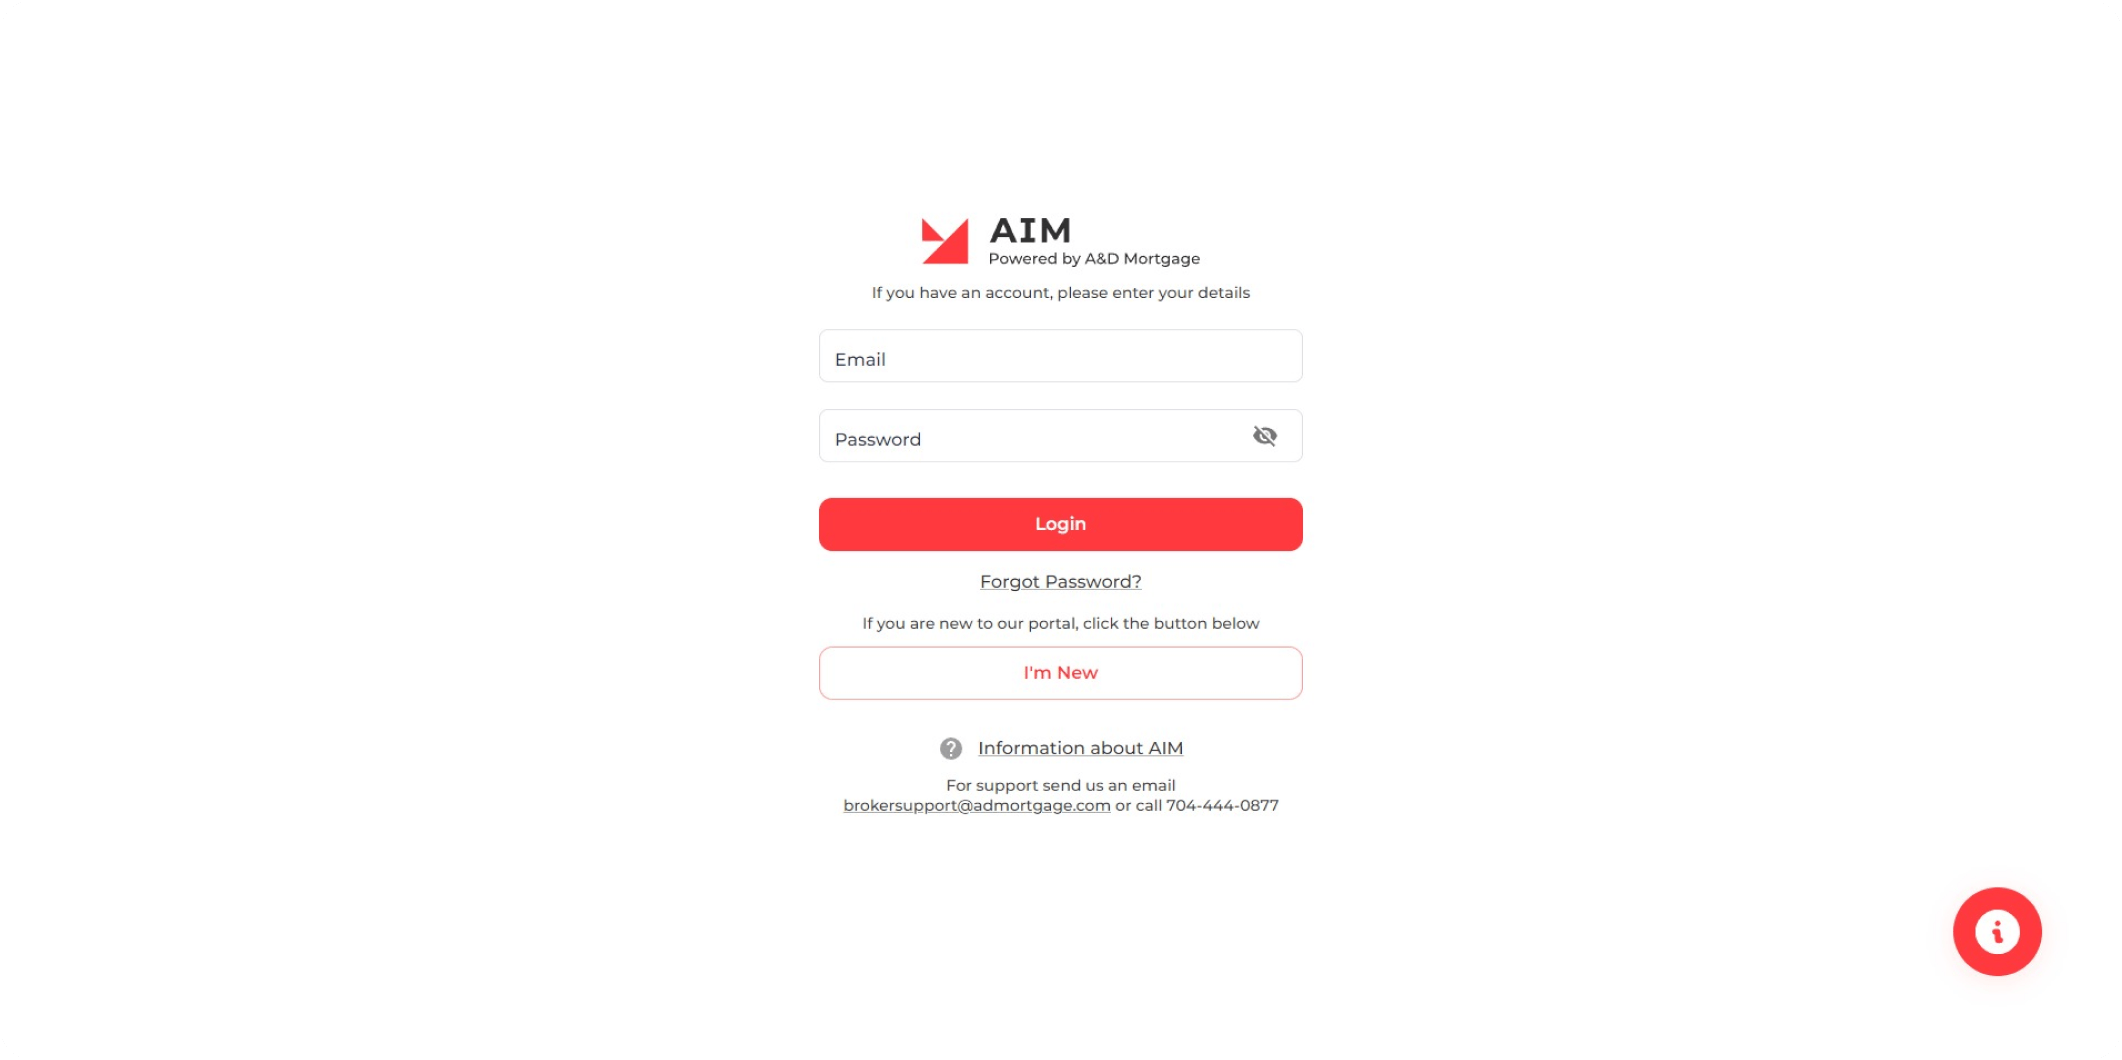 AIM
Powered by A&D Mortgage
If you have an account, please enter your details
Email
Password
Login
Forgot Password?
If you are new to our portal, click the button below
I'm New
? Information about AIM
For support send us an email
brokersupport@admortgage.com or call 704-444-0877
i